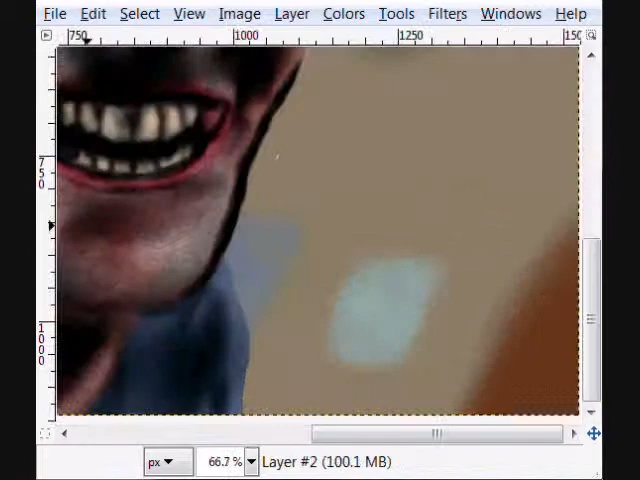 File Edit Select View Image Layer Colors Tools Filters Windows Help
750 1000 1250 150
750
1000
px 66.7 % Layer #2 (100.1 MB)